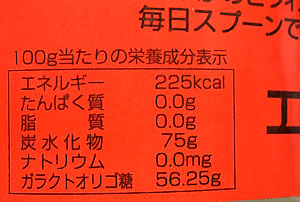 毎日スプーンで
100g当たりの栄養成分表示
エネルギー 225kcal
たんぱく質 0.0g
脂質 0.0g
炭水化物 75g
ナトリウム 0.0mg
ガラクトオリゴ糖 56.25g